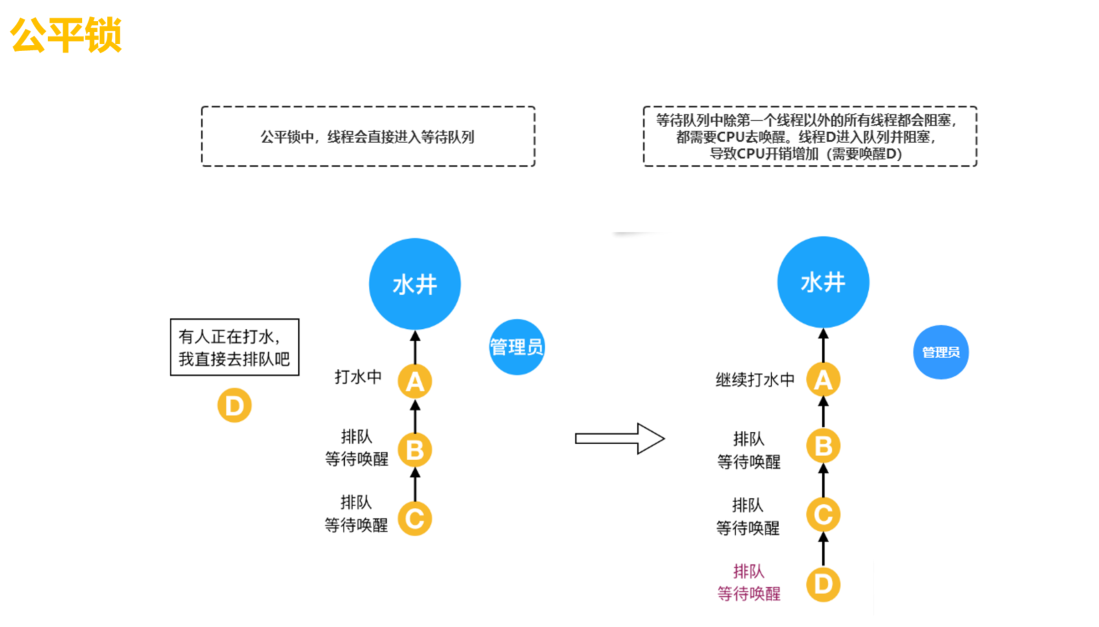 公平锁
公平锁中，线程会直接进入等待队列
等待队列中除第一个线程以外的所有线程都会阻塞，
都需要CPU去唤醒。线程D进入队列并阻塞，
导致CPU开销增加（需要唤醒D）
水井
有人正在打水，
我直接去排队吧
D
管理员
打水中
A
排队
等待唤醒
B
排队
等待唤醒
C
水井
管理员
继续打水中
A
排队
等待唤醒
B
排队
等待唤醒
C
排队
等待唤醒
D